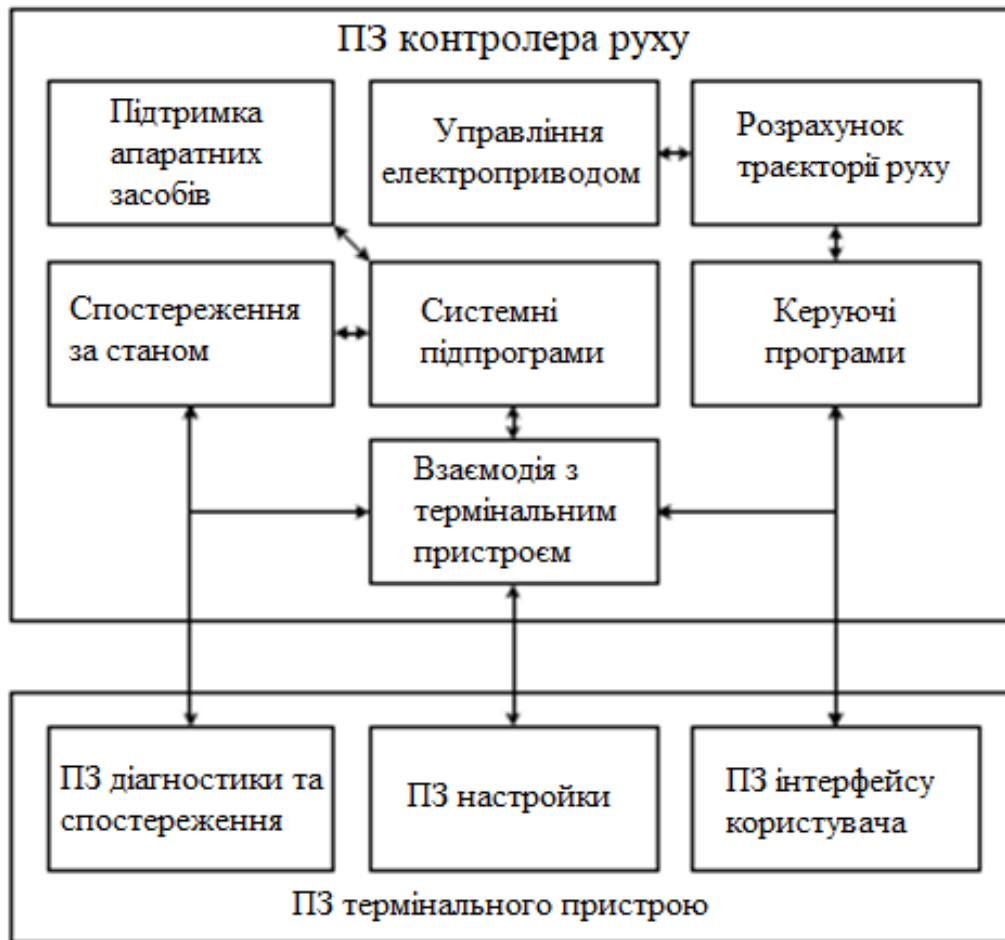 ПЗ контролера руху
Підтримка
апаратних
засобів
Управління
електроприводом
Розрахунок
траєкторії руху
Спостереження
за станом
Системні
підпрограми
Керуючі
програми
Взаємодія з
термінальним
пристроєм
ПЗ діагностики та
спостереження
ПЗ настройки
ПЗ інтерфейсу
користувача
ПЗ термінального пристрою